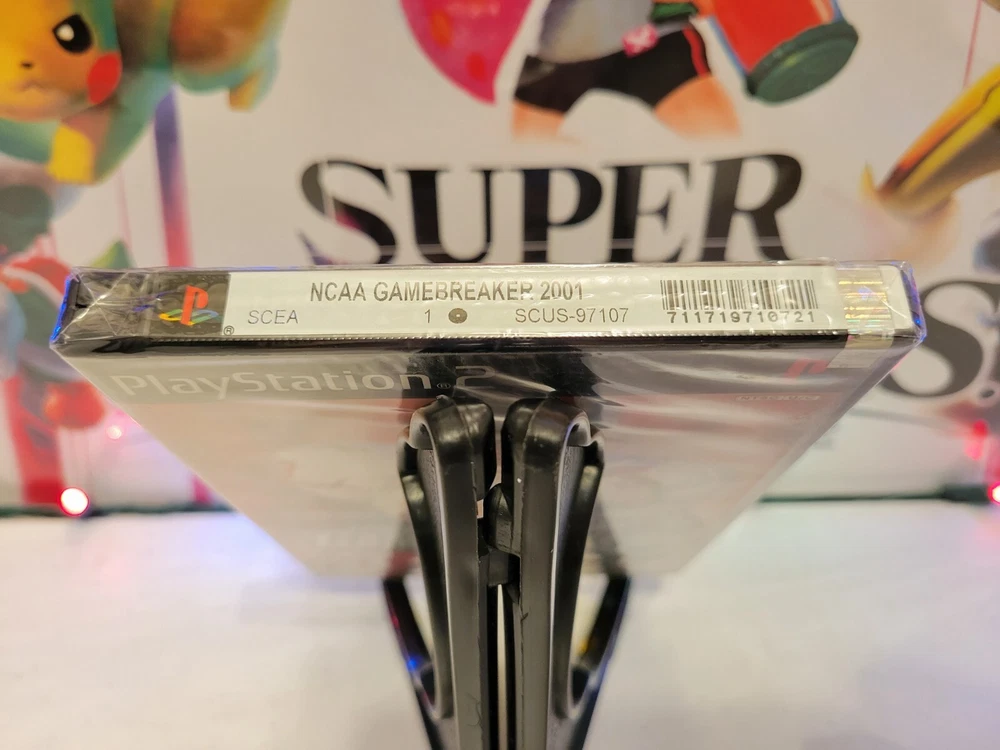 SUPER
S.
NCAA GAMEBREAKER 2001
SCEA 1 SCUS-97107 711719710721
®
PlayStation®2